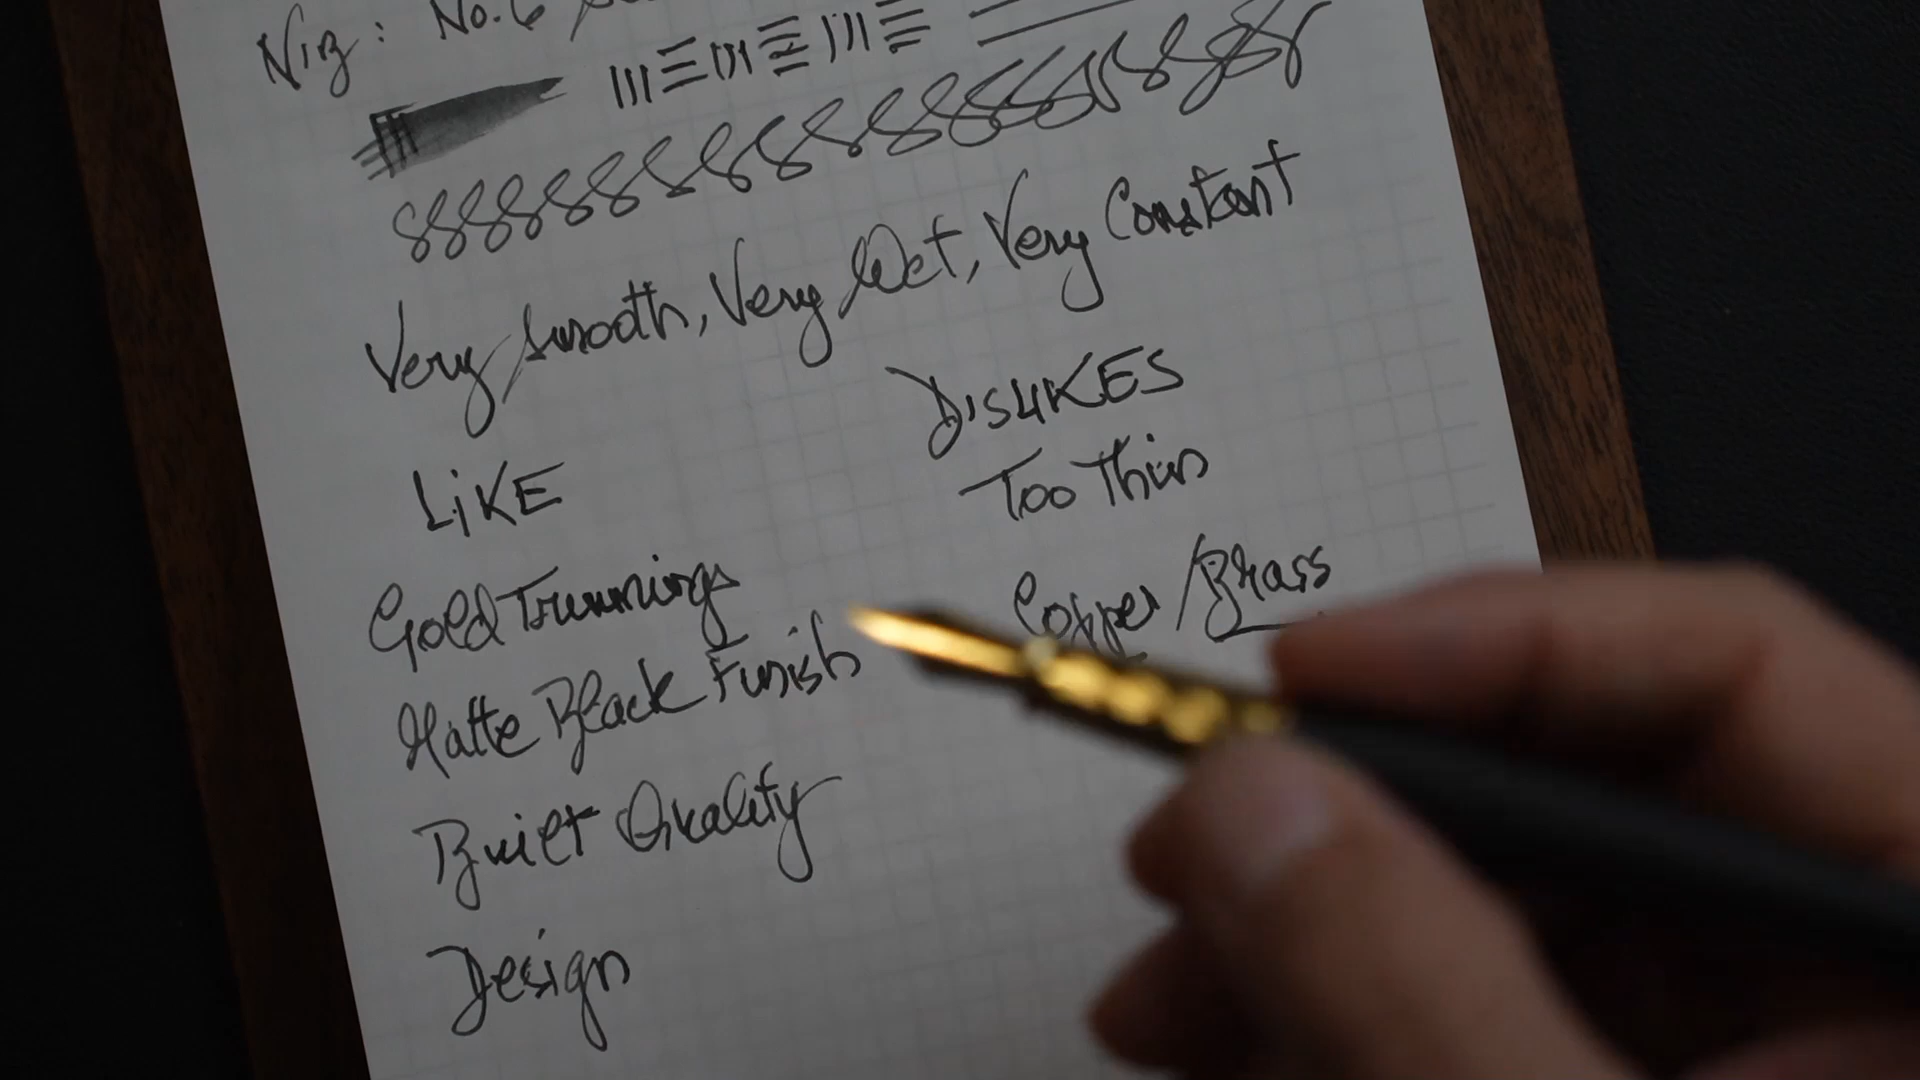 Nib: No.6
88888888888888888888
Very smooth, Very Wet, Very Constant
LiKE
Gold Trimmings
Matte Black Finish
Built Quality
Design
DisLIKES
Too Thin
Copper/Brass